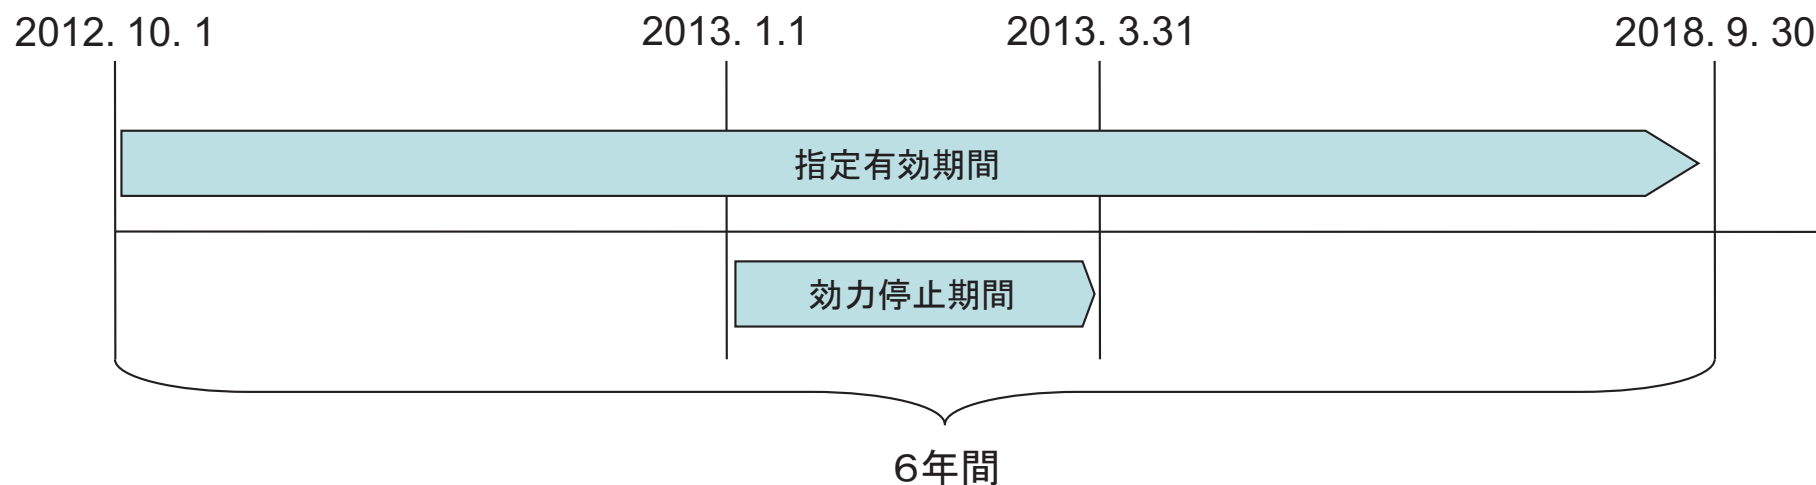 2012. 10. 1
2013. 1.1
2013. 3.31
2018. 9. 30
指定有効期間
効力停止期間
6年間